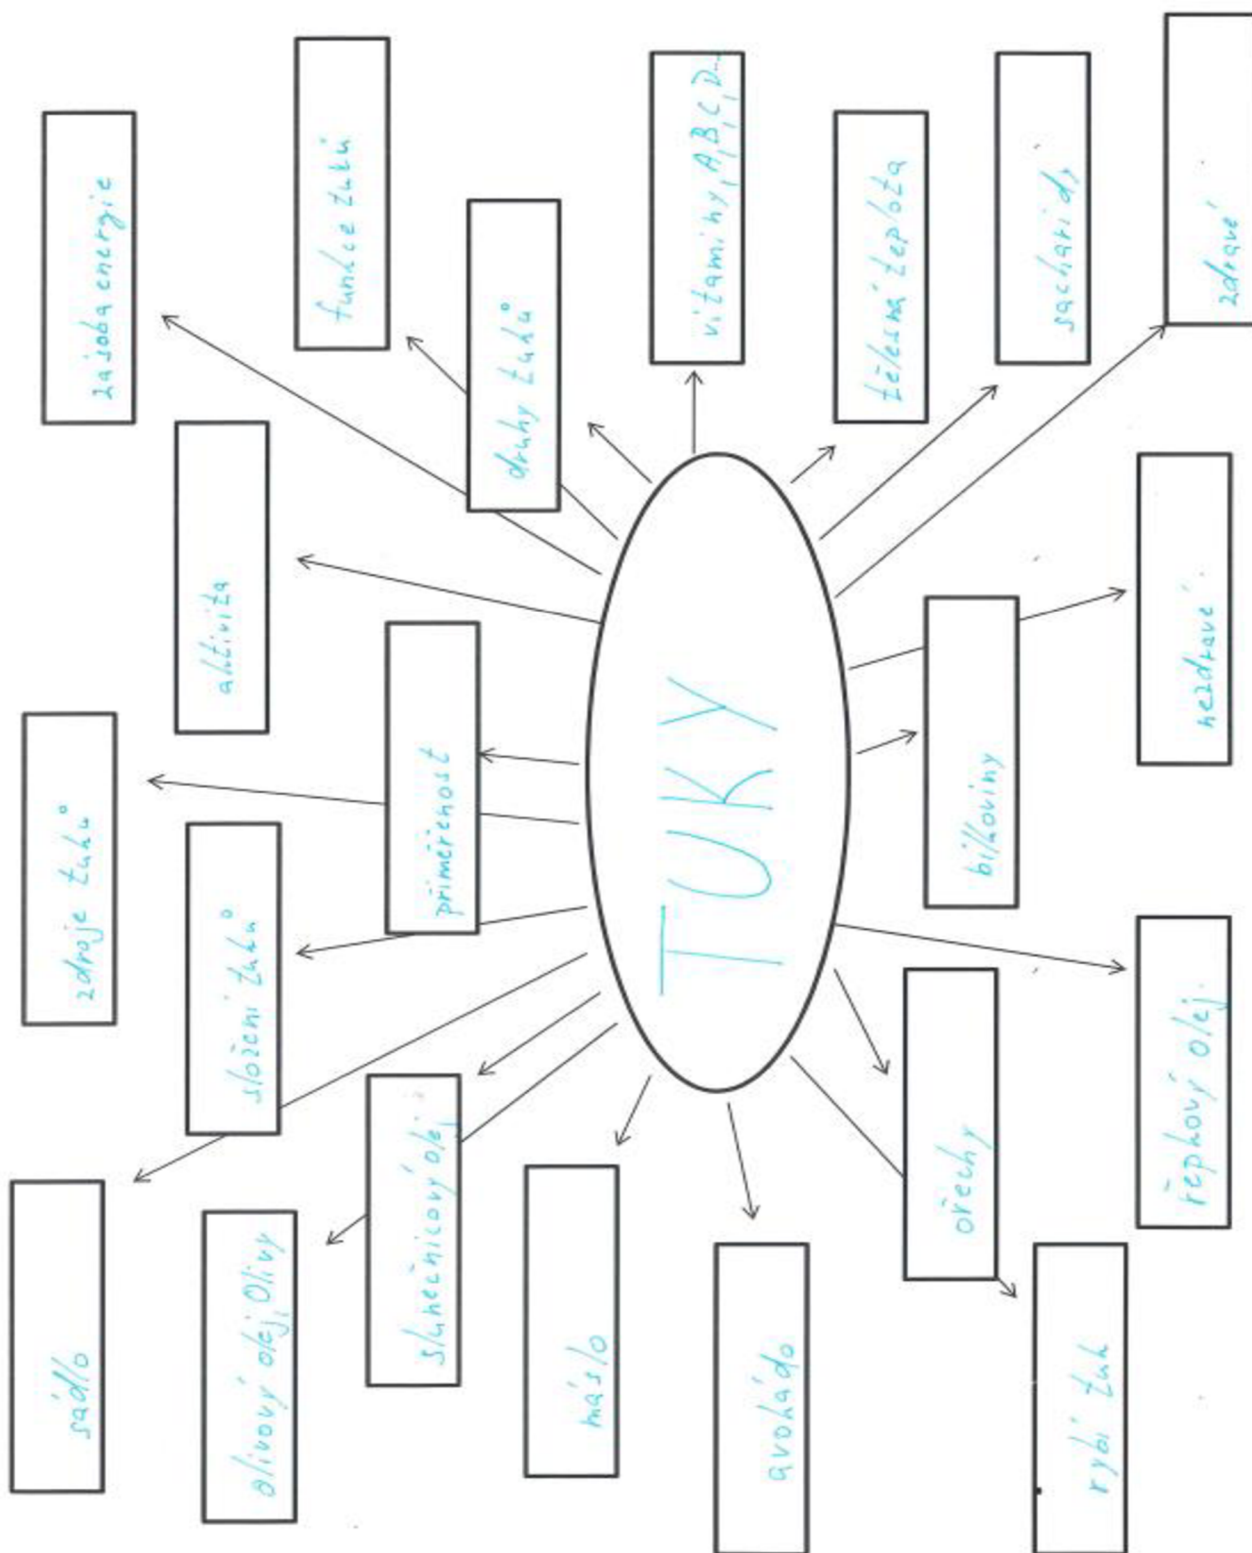 sádlo
zdroje tuků
zásoba energie
olivový olej, Olivy
složení tuků
aktivita
funkce tuků
slunečnicový olej
přiměřenost
druhy tuků
máslo
TUKY
vitaminy, A, B, C, D...
avokádo
tělesná teplota
ořechy
bílkoviny
sacharidy
rybí tuk
řepkový olej
nezdravé
zdravé